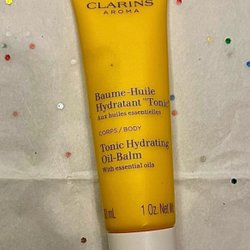 CLARINS
AROMA
Baume-Huile
Hydratant "Tonic"
Aux huiles essentielles
CORPS/BODY
Tonic Hydrating
Oil-Balm
With essential oils
mL 1 Oz. Net